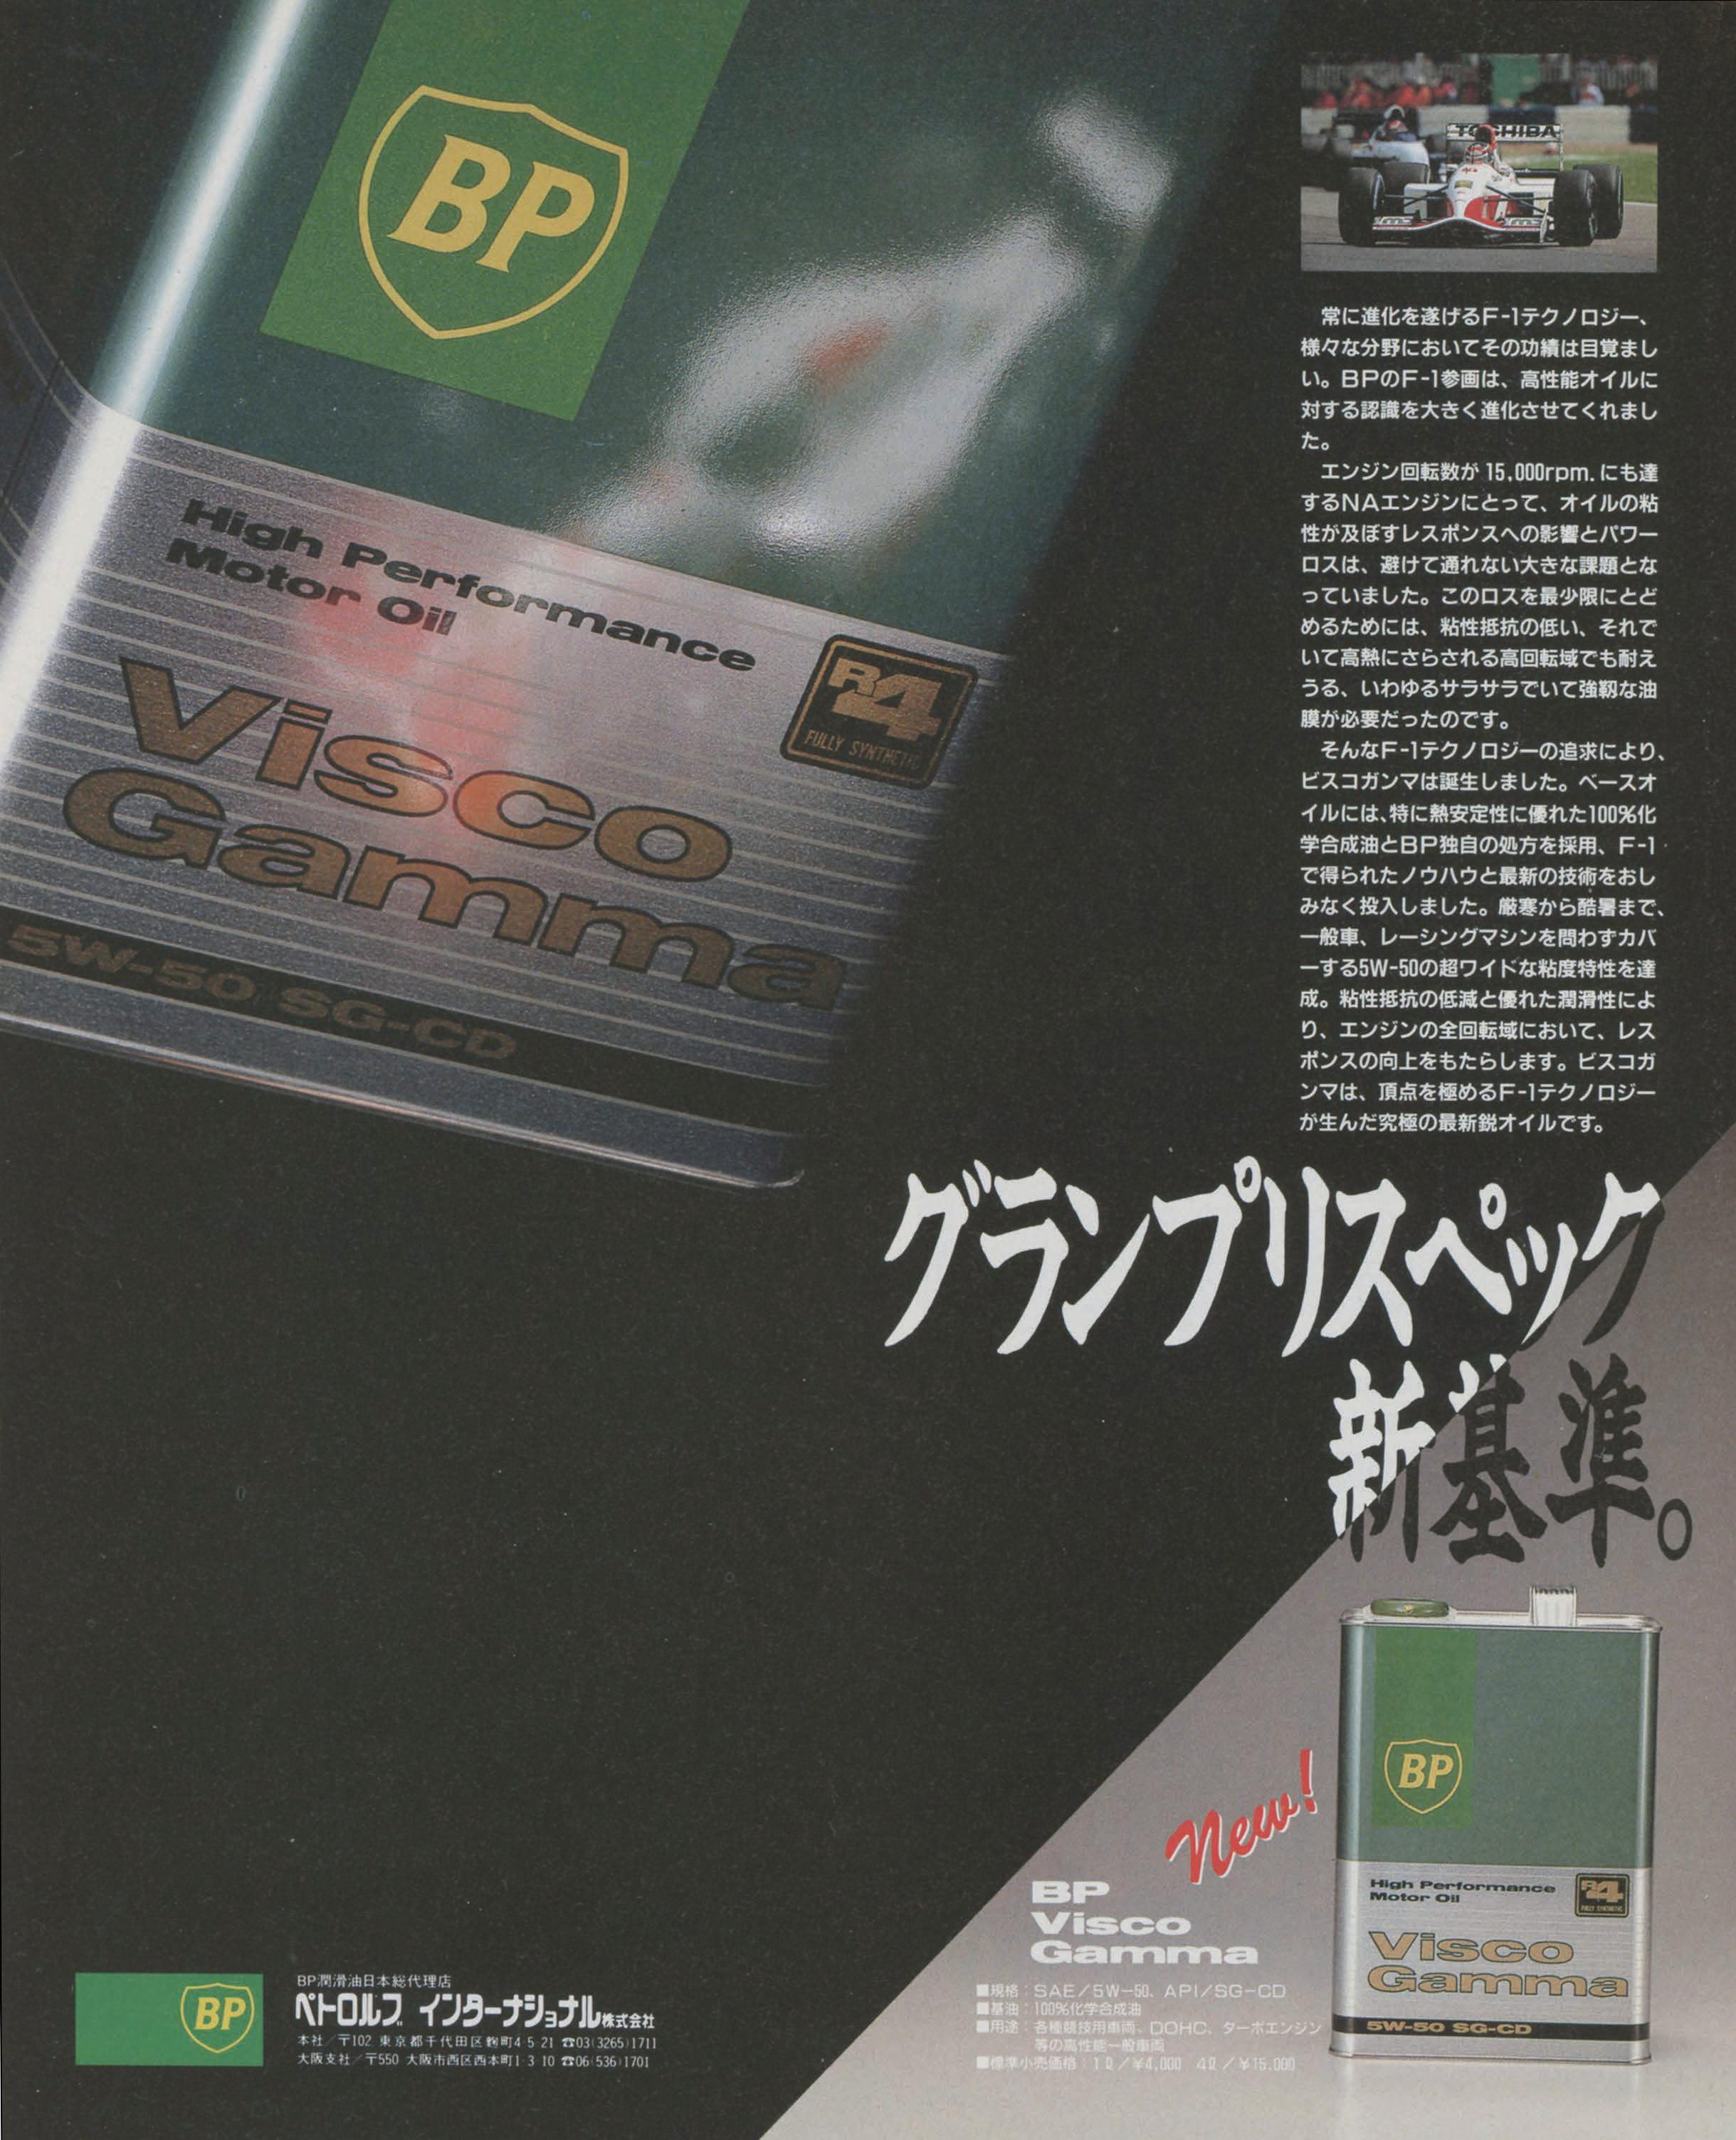 BP
High Performance
Motor Oil
R4
FULLY SYNTHETIC
Visco
Gamma
5W-50 SG-CD
TOSHIBA
常に進化を遂げるF-1テクノロジー、
様々な分野においてその功績は目覚まし
い。BPのF-1参画は、高性能オイルに
対する認識を大きく進化させてくれまし
た。
エンジン回転数が15,000rpm.にも達
するNAエンジンにとって、オイルの粘
性が及ぼすレスポンスへの影響とパワー
ロスは、避けて通れない大きな課題とな
っていました。このロスを最少限にとど
めるためには、粘性抵抗の低い、それで
いて高熱にさらされる高回転域でも耐え
うる、いわゆるサラサラでいて強靱な油
膜が必要だったのです。
そんなF-1テクノロジーの追求により、
ビスコガンマは誕生しました。ベースオ
イルには、特に熱安定性に優れた100%化
学合成油とBP独自の処方を採用、F-1
で得られたノウハウと最新の技術をおし
みなく投入しました。厳寒から酷暑まで、
一般車、レーシングマシンを問わずカバ
ーする5W-50の超ワイドな粘度特性を達
成。粘性抵抗の低減と優れた潤滑性によ
り、エンジンの全回転域において、レス
ポンスの向上をもたらします。ビスコガ
ンマは、頂点を極めるF-1テクノロジー
が生んだ究極の最新鋭オイルです。
グランプリスペック
新基準。
New!
BP
Visco
Gamma
■規格：SAE/5W-50、API/SG-CD
■基油：100%化学合成油
■用途：各種競技用車両、DOHC、ターボエンジン
等の高性能一般車両
■標準小売価格：1ℓ/¥4,000 4ℓ/¥15,000
BP
High Performance
Motor Oil
R4
FULLY SYNTHETIC
Visco
Gamma
5W-50 SG-CD
BP
BP潤滑油日本総代理店
ペトロルブ インターナショナル株式会社
本社/〒102 東京都千代田区麹町4-5-21 ☎03(3265)1711
大阪支社/〒550 大阪市西区西本町1-3-10 ☎06(536)1701